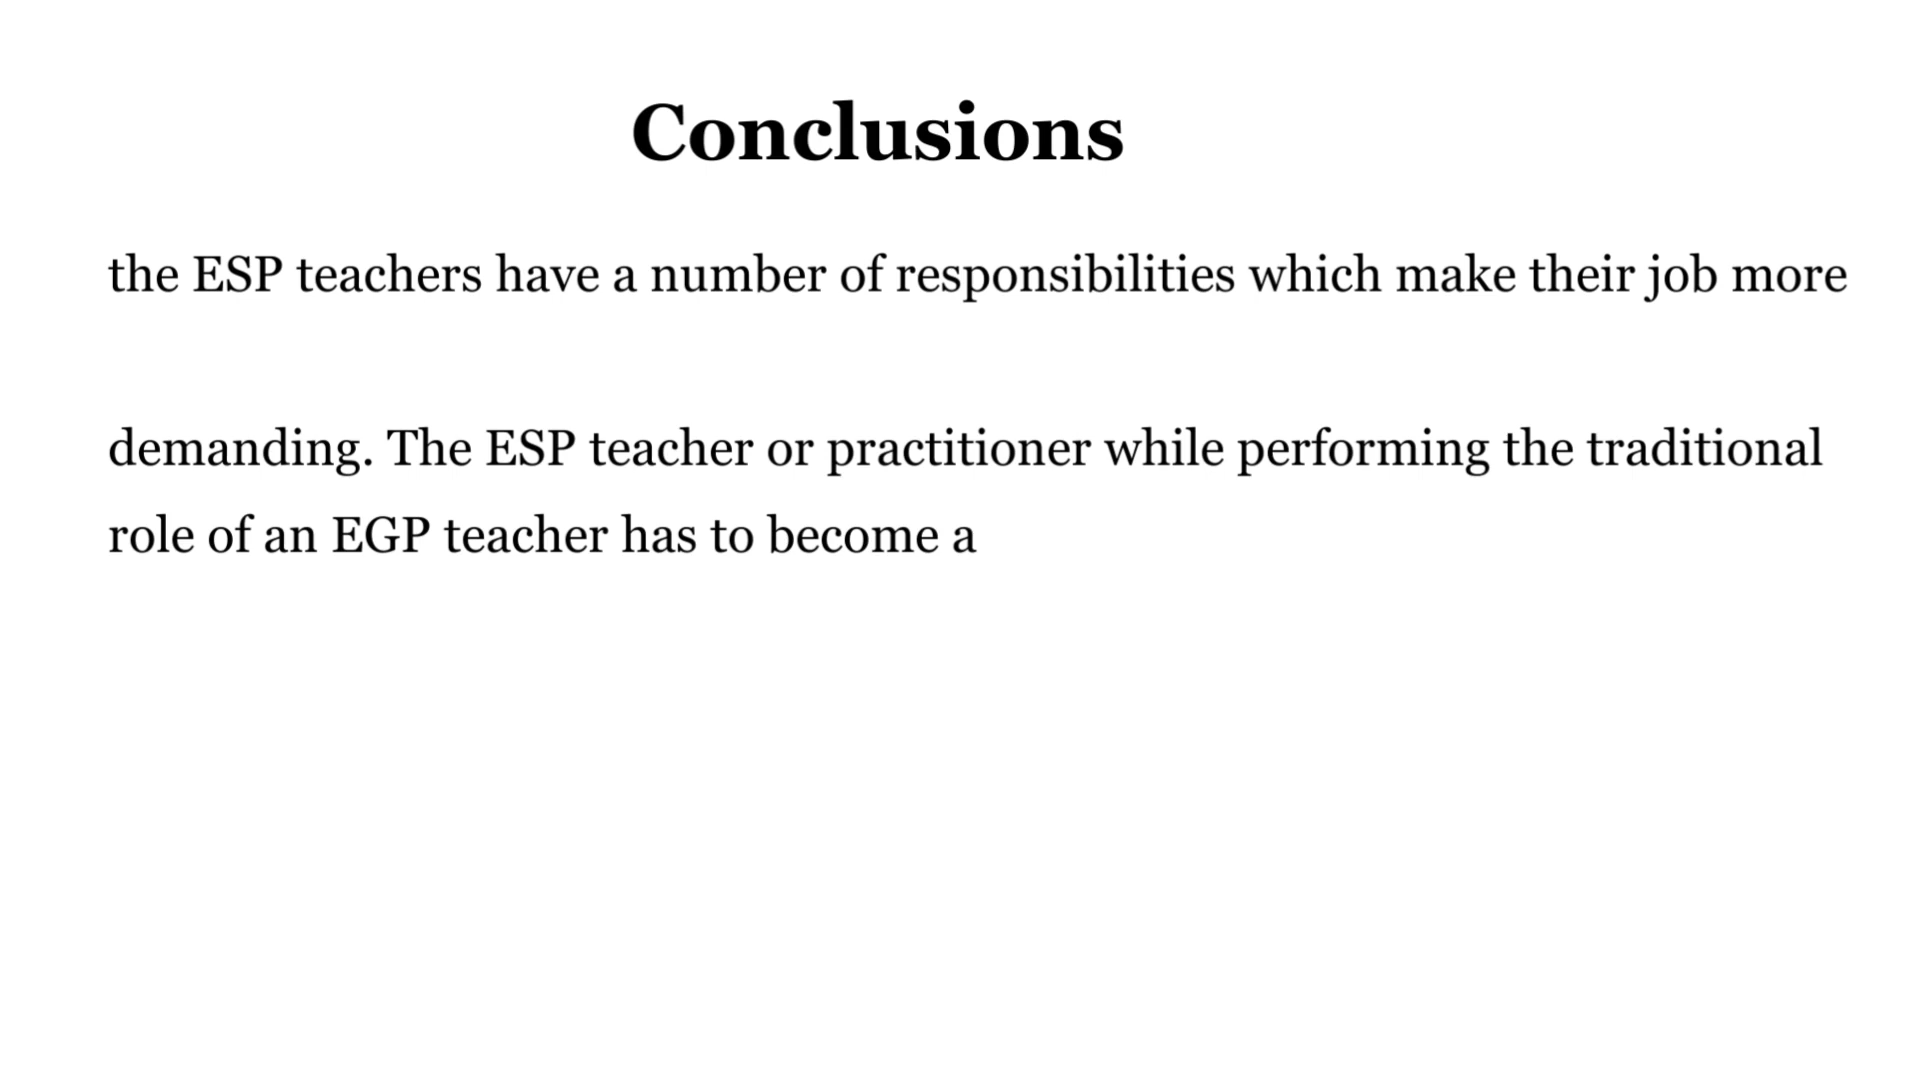 Conclusions
the ESP teachers have a number of responsibilities which make their job more
demanding. The ESP teacher or practitioner while performing the traditional
role of an EGP teacher has to become a